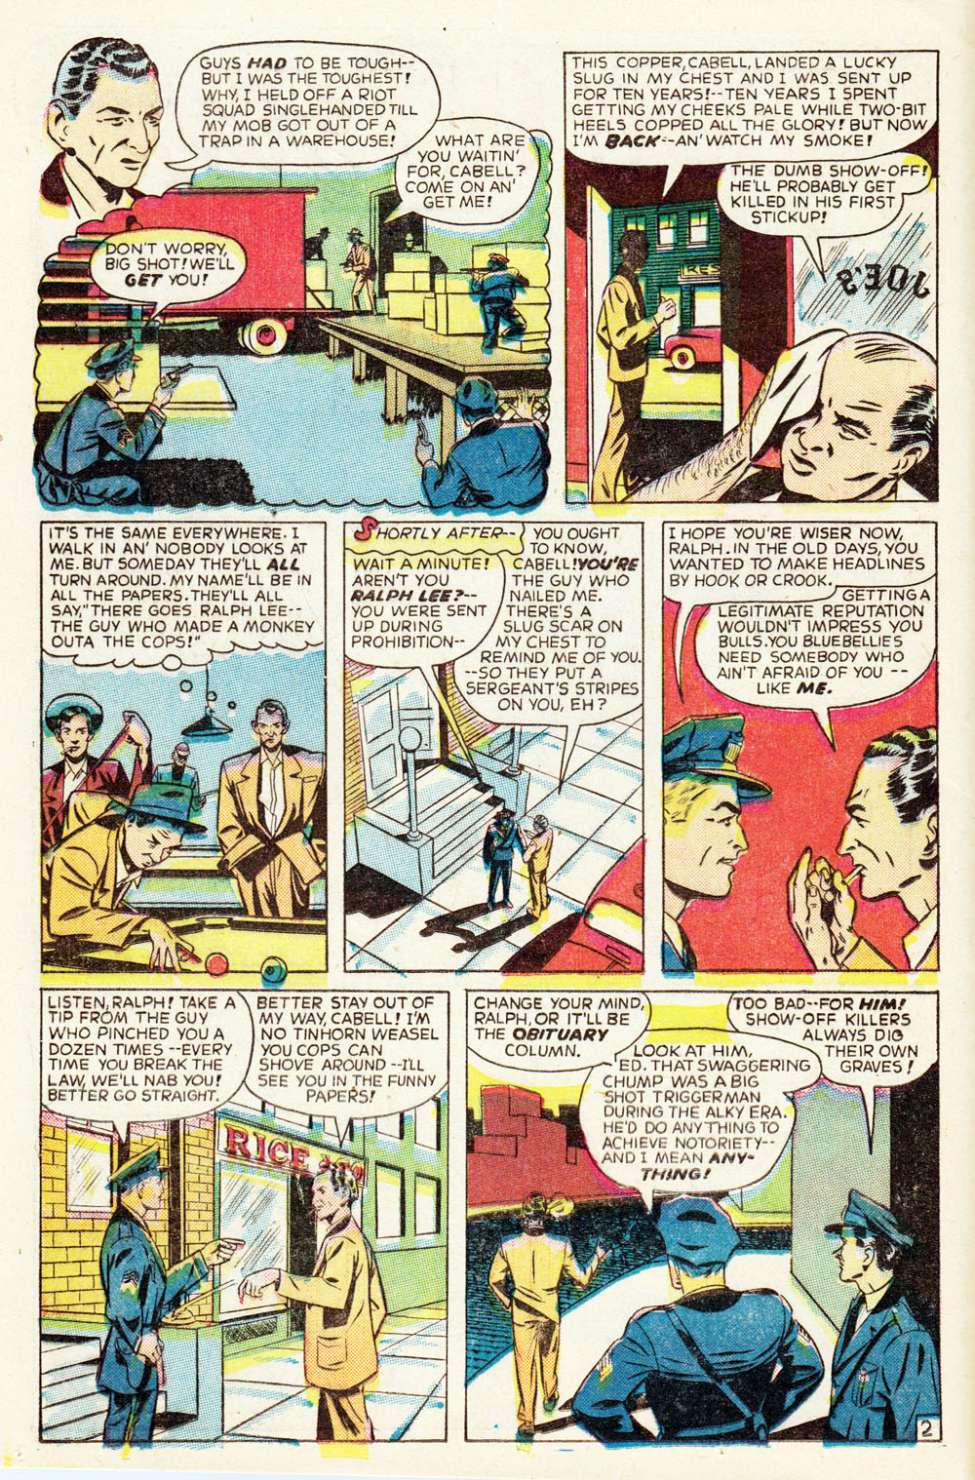 GUYS HAD TO BE TOUGH--
BUT I WAS THE TOUGHEST!
WHY, I HELD OFF A RIOT
SQUAD SINGLEHANDED TILL
MY MOB GOT OUT OF A
TRAP IN A WAREHOUSE!
WHAT ARE
YOU WAITIN'
FOR, CABELL?
COME ON AN'
GET ME!
DON'T WORRY,
BIG SHOT! WE'LL
GET YOU!
THIS COPPER, CABELL, LANDED A LUCKY
SLUG IN MY CHEST AND I WAS SENT UP
FOR TEN YEARS!--TEN YEARS I SPENT
GETTING MY CHEEKS PALE WHILE TWO-BIT
HEELS COPPED ALL THE GLORY! BUT NOW
I'M BACK--AN' WATCH MY SMOKE!
THE DUMB SHOW-OFF!
HE'LL PROBABLY GET
KILLED IN HIS FIRST
STICKUP!
RES
JOE'S
IT'S THE SAME EVERYWHERE. I
WALK IN AN' NOBODY LOOKS AT
ME. BUT SOMEDAY THEY'LL ALL
TURN AROUND. MY NAME'LL BE IN
ALL THE PAPERS. THEY'LL ALL
SAY, "THERE GOES RALPH LEE--
THE GUY WHO MADE A MONKEY
OUTA THE COPS!"
SHORTLY AFTER--
WAIT A MINUTE!
AREN'T YOU
RALPH LEE?--
YOU WERE SENT
UP DURING
PROHIBITION--
YOU OUGHT
TO KNOW,
CABELL! YOU'RE
THE GUY WHO
NAILED ME.
THERE'S A
SLUG SCAR ON
MY CHEST TO
REMIND ME OF YOU.
--SO THEY PUT A
SERGEANT'S STRIPES
ON YOU, EH?
I HOPE YOU'RE WISER NOW,
RALPH. IN THE OLD DAYS, YOU
WANTED TO MAKE HEADLINES
BY HOOK OR CROOK.
GETTING A
LEGITIMATE REPUTATION
WOULDN'T IMPRESS YOU
BULLS. YOU BLUEBELLIES
NEED SOMEBODY WHO
AIN'T AFRAID OF YOU --
LIKE ME.
LISTEN, RALPH! TAKE A
TIP FROM THE GUY
WHO PINCHED YOU A
DOZEN TIMES--EVERY
TIME YOU BREAK THE
LAW, WE'LL NAB YOU!
BETTER GO STRAIGHT.
BETTER STAY OUT OF
MY WAY, CABELL! I'M
NO TINHORN WEASEL
YOU COPS CAN
SHOVE AROUND--I'LL
SEE YOU IN THE FUNNY
PAPERS!
RICE
CHANGE YOUR MIND,
RALPH, OR IT'LL BE
THE OBITUARY
COLUMN.
LOOK AT HIM,
ED. THAT SWAGGERING
CHUMP WAS A BIG
SHOT TRIGGERMAN
DURING THE ALKY ERA.
HE'D DO ANYTHING TO
ACHIEVE NOTORIETY--
AND I MEAN ANY-
THING!
TOO BAD--FOR HIM!
SHOW-OFF KILLERS
ALWAYS DIG
THEIR OWN
GRAVES!
2